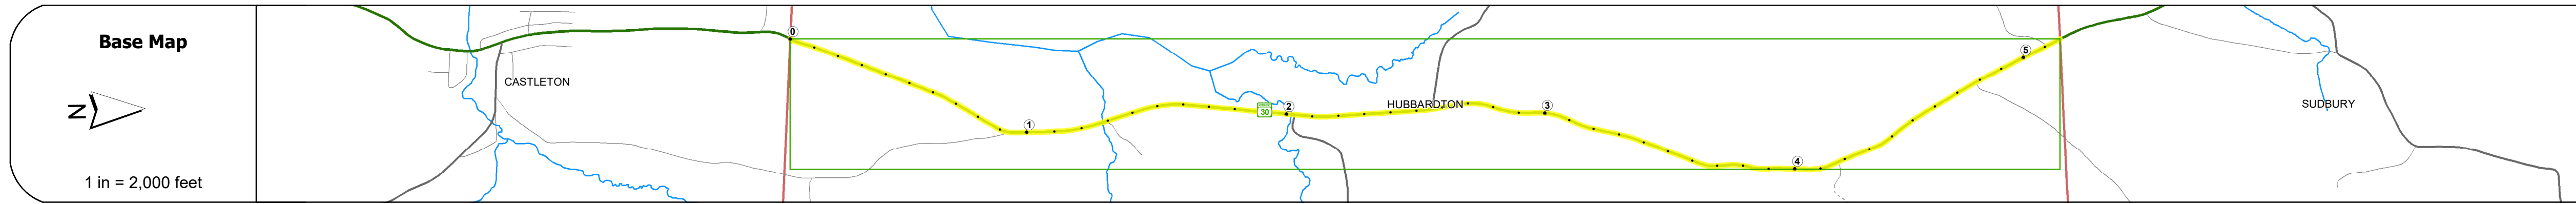 Base Map
N
1 in = 2,000 feet
CASTLETON
0
1
30
2
HUBBARDTON
3
4
5
SUDBURY